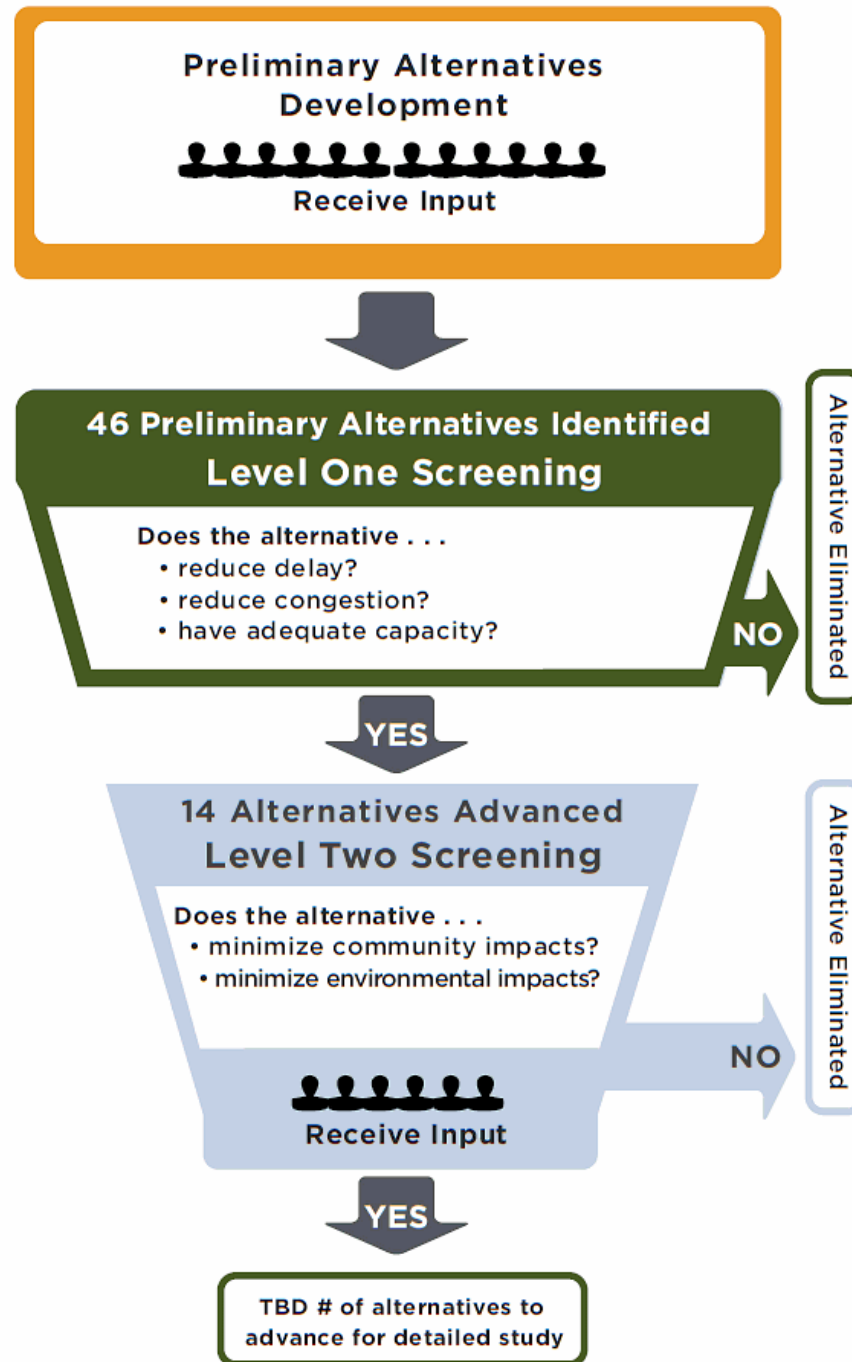 Preliminary Alternatives
Development
Receive Input
46 Preliminary Alternatives Identified
Level One Screening
Does the alternative . . .
• reduce delay?
• reduce congestion?
• have adequate capacity?
NO
Alternative Eliminated
YES
14 Alternatives Advanced
Level Two Screening
Does the alternative . . .
• minimize community impacts?
• minimize environmental impacts?
NO
Alternative Eliminated
Receive Input
YES
TBD # of alternatives to
advance for detailed study